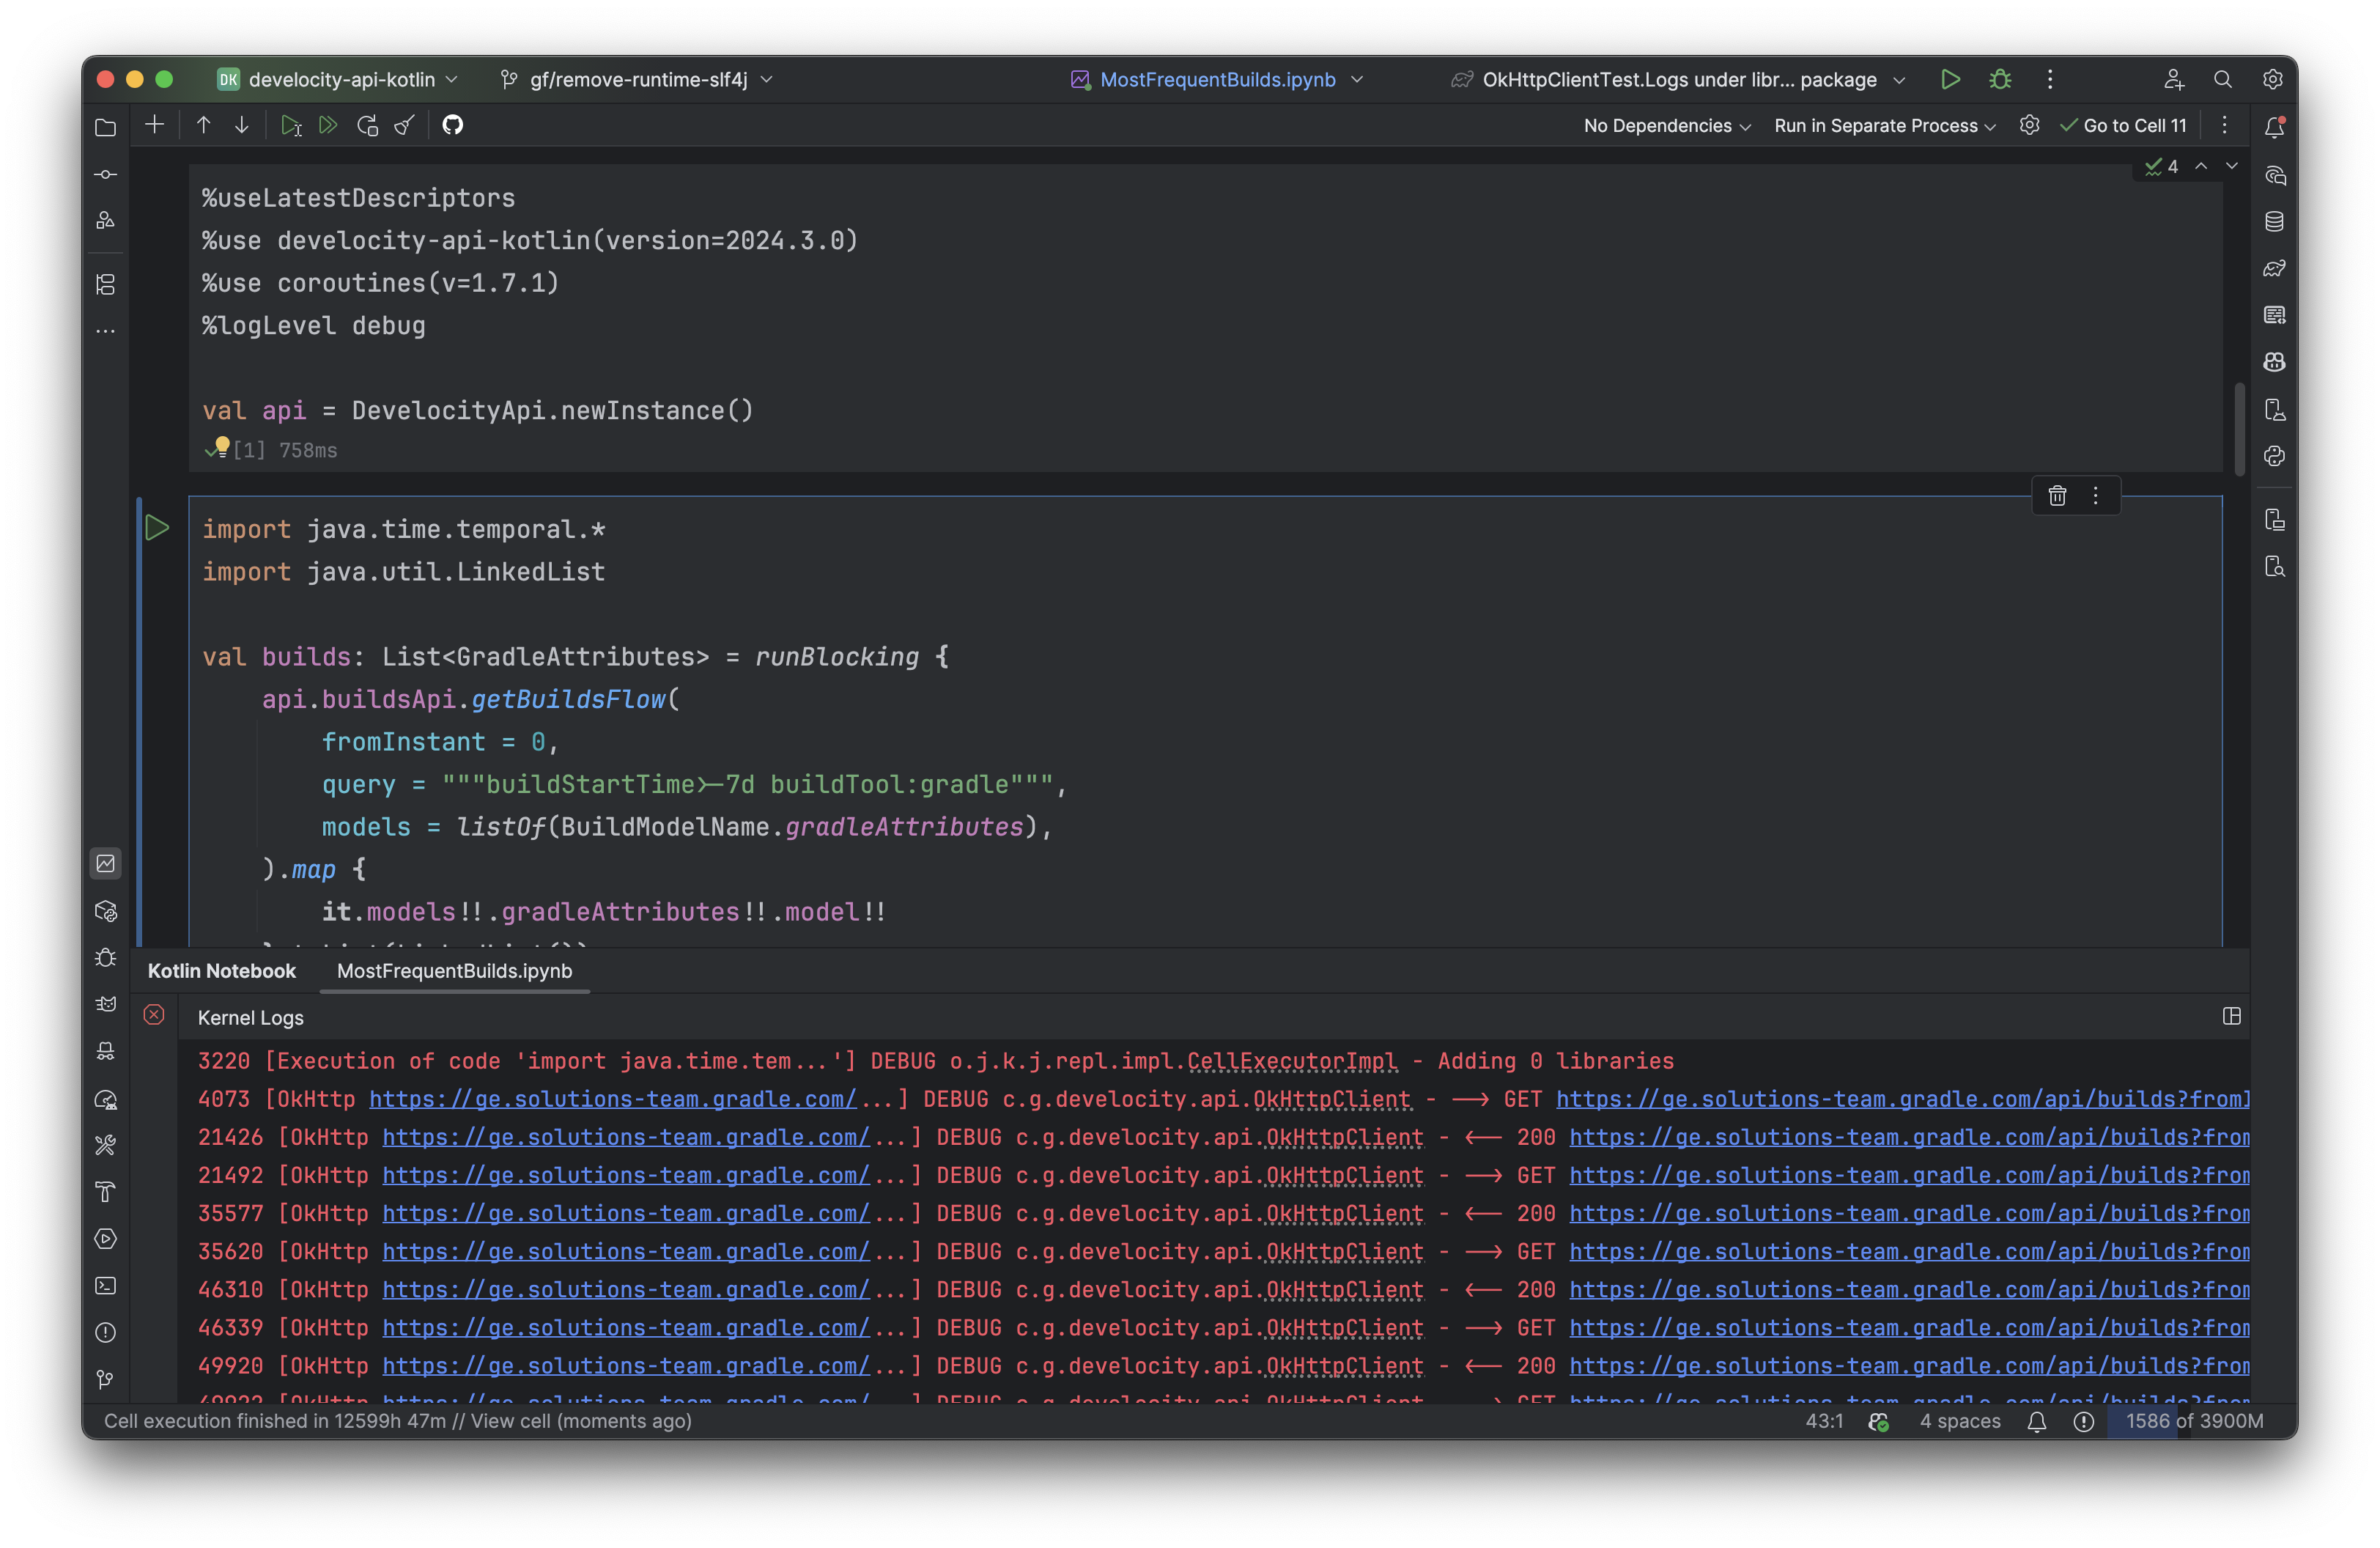 DK develocity-api-kotlin gf/remove-runtime-slf4j MostFrequentBuilds.ipynb OkHttpClientTest.Logs under libr... package
No Dependencies Run in Separate Process Go to Cell 11
4
%useLatestDescriptors
%use develocity-api-kotlin(version=2024.3.0)
%use coroutines(v=1.7.1)
%logLevel debug
val api = DevelocityApi.newInstance()
[1] 758ms
import java.time.temporal.*
import java.util.LinkedList
val builds: List<GradleAttributes> = runBlocking {
api.buildsApi.getBuildsFlow(
fromInstant = 0,
query = """buildStartTime>-7d buildTool:gradle""",
models = listOf(BuildModelName.gradleAttributes),
).map {
it.models!!.gradleAttributes!!.model!!
Kotlin Notebook MostFrequentBuilds.ipynb
Kernel Logs
3220 [Execution of code 'import java.time.tem...'] DEBUG o.j.k.j.repl.impl.CellExecutorImpl - Adding 0 libraries
4073 [OkHttp https://ge.solutions-team.gradle.com/...] DEBUG c.g.develocity.api.OkHttpClient - --> GET https://ge.solutions-team.gradle.com/api/builds?fromI
21426 [OkHttp https://ge.solutions-team.gradle.com/...] DEBUG c.g.develocity.api.OkHttpClient - <-- 200 https://ge.solutions-team.gradle.com/api/builds?from
21492 [OkHttp https://ge.solutions-team.gradle.com/...] DEBUG c.g.develocity.api.OkHttpClient - --> GET https://ge.solutions-team.gradle.com/api/builds?from
35577 [OkHttp https://ge.solutions-team.gradle.com/...] DEBUG c.g.develocity.api.OkHttpClient - <-- 200 https://ge.solutions-team.gradle.com/api/builds?from
35620 [OkHttp https://ge.solutions-team.gradle.com/...] DEBUG c.g.develocity.api.OkHttpClient - --> GET https://ge.solutions-team.gradle.com/api/builds?from
46310 [OkHttp https://ge.solutions-team.gradle.com/...] DEBUG c.g.develocity.api.OkHttpClient - <-- 200 https://ge.solutions-team.gradle.com/api/builds?from
46339 [OkHttp https://ge.solutions-team.gradle.com/...] DEBUG c.g.develocity.api.OkHttpClient - --> GET https://ge.solutions-team.gradle.com/api/builds?from
49920 [OkHttp https://ge.solutions-team.gradle.com/...] DEBUG c.g.develocity.api.OkHttpClient - <-- 200 https://ge.solutions-team.gradle.com/api/builds?from
Cell execution finished in 12599h 47m // View cell (moments ago) 43:1 4 spaces 1586 of 3900M